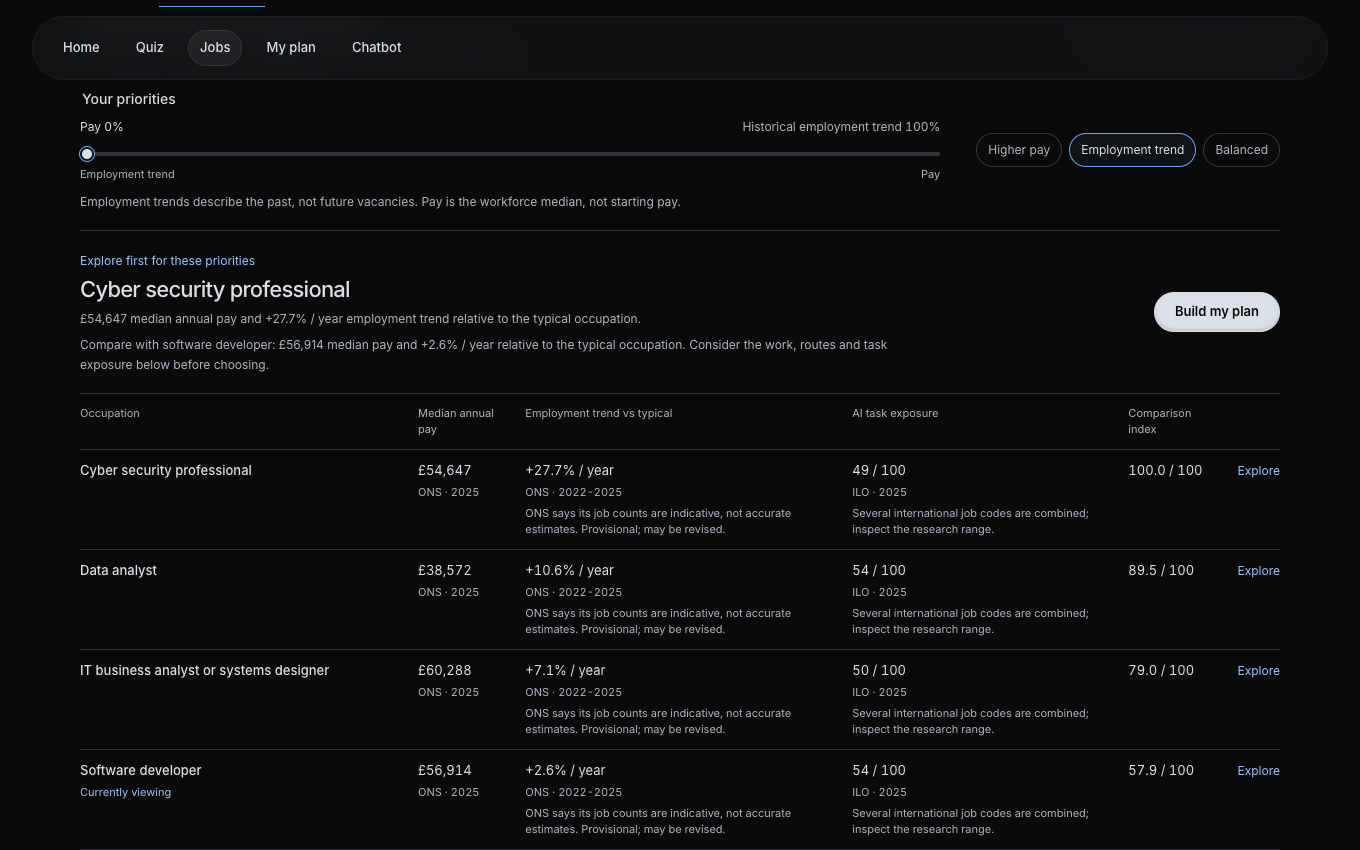 Home Quiz Jobs My plan Chatbot
Your priorities
Pay 0% Historical employment trend 100%
Higher pay Employment trend Balanced
Employment trend Pay
Employment trends describe the past, not future vacancies. Pay is the workforce median, not starting pay.
Explore first for these priorities
Cyber security professional
£54,647 median annual pay and +27.7% / year employment trend relative to the typical occupation.
Build my plan
Compare with software developer: £56,914 median pay and +2.6% / year relative to the typical occupation. Consider the work, routes and task
exposure below before choosing.
Occupation Median annual pay Employment trend vs typical AI task exposure Comparison index
Cyber security professional £54,647 +27.7% / year 49 / 100 100.0 / 100 Explore
ONS · 2025 ONS · 2022-2025 ILO · 2025
ONS says its job counts are indicative, not accurate Several international job codes are combined;
estimates. Provisional; may be revised. inspect the research range.
Data analyst £38,572 +10.6% / year 54 / 100 89.5 / 100 Explore
ONS · 2025 ONS · 2022-2025 ILO · 2025
ONS says its job counts are indicative, not accurate Several international job codes are combined;
estimates. Provisional; may be revised. inspect the research range.
IT business analyst or systems designer £60,288 +7.1% / year 50 / 100 79.0 / 100 Explore
ONS · 2025 ONS · 2022-2025 ILO · 2025
ONS says its job counts are indicative, not accurate Several international job codes are combined;
estimates. Provisional; may be revised. inspect the research range.
Software developer £56,914 +2.6% / year 54 / 100 57.9 / 100 Explore
Currently viewing ONS · 2025 ONS · 2022-2025 ILO · 2025
ONS says its job counts are indicative, not accurate Several international job codes are combined;
estimates. Provisional; may be revised. inspect the research range.